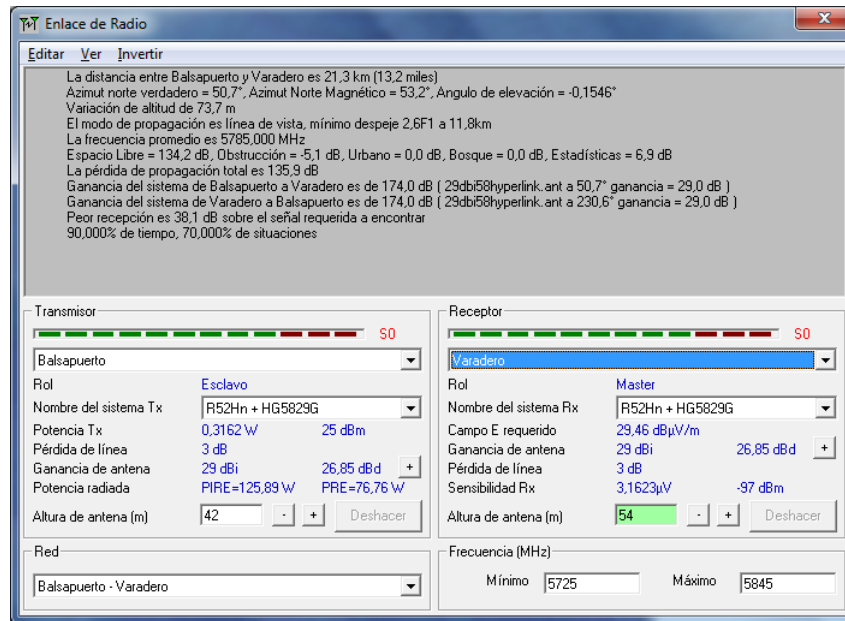 Enlace de Radio
Editar Ver Invertir
La distancia entre Balsapuerto y Varadero es 21,3 km (13,2 miles)
Azimut norte verdadero = 50,7°, Azimut Norte Magnético = 53,2°, Angulo de elevación = -0,1546°
Variación de altitud de 73,7 m
El modo de propagación es línea de vista, mínimo despeje 2,6F1 a 11,8km
La frecuencia promedio es 5785,000 MHz
Espacio Libre = 134,2 dB, Obstrucción = -5,1 dB, Urbano = 0,0 dB, Bosque = 0,0 dB, Estadísticas = 6,9 dB
La pérdida de propagación total es 135,9 dB
Ganancia del sistema de Balsapuerto a Varadero es de 174,0 dB ( 29dbi58hyperlink.ant a 50,7° ganancia = 29,0 dB )
Ganancia del sistema de Varadero a Balsapuerto es de 174,0 dB ( 29dbi58hyperlink.ant a 230,6° ganancia = 29,0 dB )
Peor recepción es 38,1 dB sobre el señal requerida a encontrar
90,000% de tiempo, 70,000% de situaciones
Transmisor
S0
Balsapuerto
Rol Esclavo
Nombre del sistema Tx R52Hn + HG5829G
Potencia Tx 0,3162 W 25 dBm
Pérdida de línea 3 dB
Ganancia de antena 29 dBi 26,85 dBd +
Potencia radiada PIRE=125,89 W PRE=76,76 W
Altura de antena (m) 42 - + Deshacer
Receptor
S0
Varadero
Rol Master
Nombre del sistema Rx R52Hn + HG5829G
Campo E requerido 29,46 dBµV/m
Ganancia de antena 29 dBi 26,85 dBd +
Pérdida de línea 3 dB
Sensibilidad Rx 3,1623µV -97 dBm
Altura de antena (m) 54 - + Deshacer
Red
Balsapuerto - Varadero
Frecuencia (MHz)
Mínimo 5725 Máximo 5845